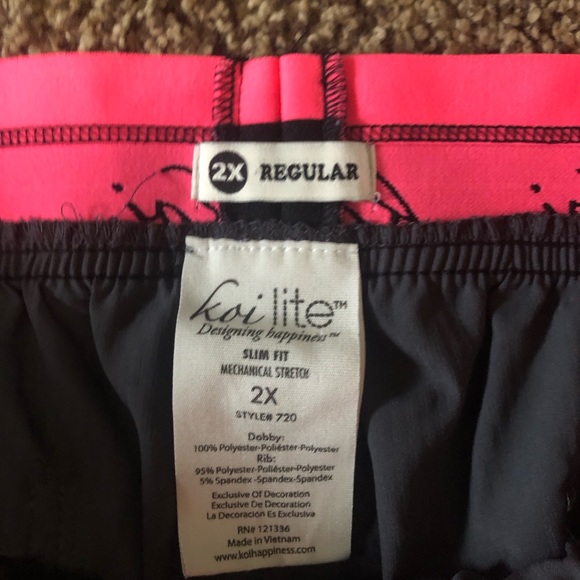 2X REGULAR
koi lite™
Designing happiness™
SLIM FIT
MECHANICAL STRETCH
2X
STYLE# 720
Dobby:
100% Polyester-Poliéster-Polyester
Rib:
95% Polyester-Poliéster-Polyester
5% Spandex -Spandex-Spandex
Exclusive Of Decoration
Exclusif De Decoration
La Decoración Es Exclusiva
RN# 121336
Made in Vietnam
www.koihappiness.com